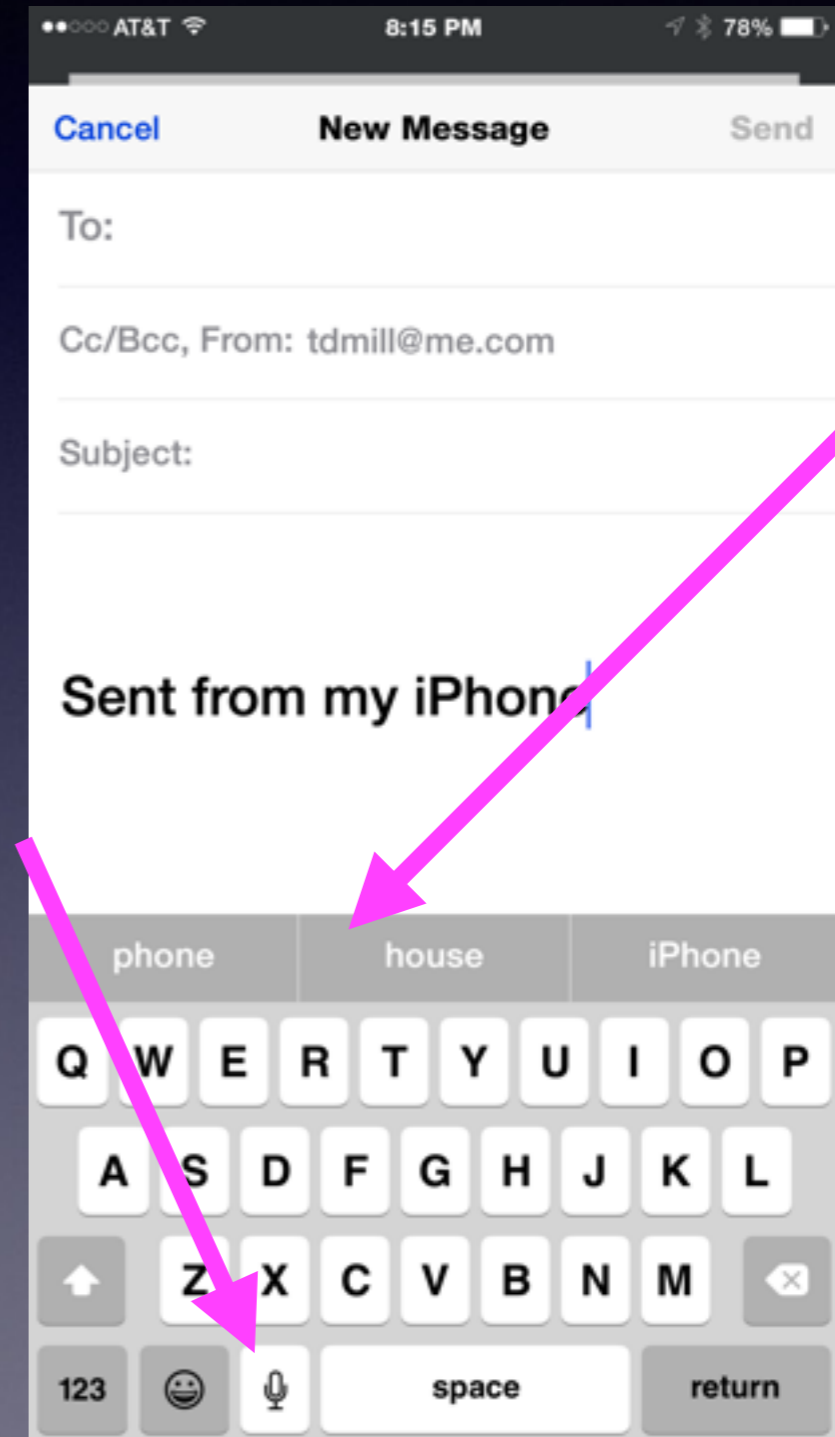 AT&T 8:15 PM 78%
Cancel New Message Send
To:
Cc/Bcc, From: tdmill@me.com
Subject:
Sent from my iPhone
phone house iPhone
Q W E R T Y U I O P
A S D F G H J K L
Z X C V B N M
123 space return